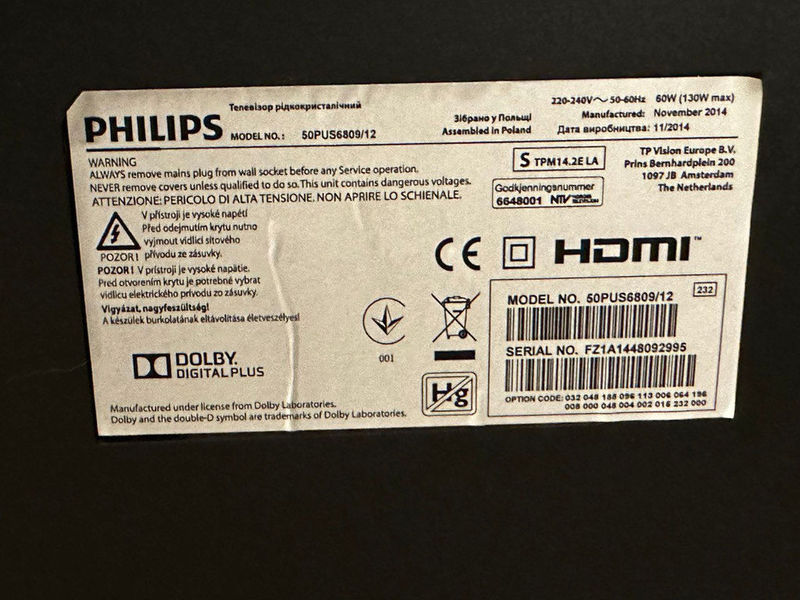 Телевізор рідкокристалічний
PHILIPS
MODEL NO.: 50PUS6809/12
Зібрано у Польщі
Assembled in Poland
220-240V～ 50-60Hz 60W (130W max)
Manufactured: November 2014
Дата виробництва: 11/2014
WARNING
ALWAYS remove mains plug from wall socket before any Service operation.
NEVER remove covers unless qualified to do so. This unit contains dangerous voltages.
ATTENZIONE: PERICOLO DI ALTA TENSIONE. NON APRIRE LO SCHIENALE.
S TPM14.2E LA
TP Vision Europe B.V.
Prins Bernhardplein 200
1097 JB Amsterdam
The Netherlands
Godkjenningsnummer
6648001 NTV
V přístroji je vysoké napětí
Před odejmutím krytu nutno
vyjmout vidlici síťového
POZOR! přívodu ze zásuvky.
POZOR! V prístroji je vysoké napätie.
Pred otvorením krytu je potrebné vybrat
vidlicu elektrického prívodu zo zásuvky.
Vigyázat, nagyfeszültség!
A készülek burkolatának eltávolítása életveszélyes!
CE
HDMI™
001
DOLBY.
DIGITAL PLUS
Hg
Manufactured under license from Dolby Laboratories.
Dolby and the double-D symbol are trademarks of Dolby Laboratories.
232
MODEL NO. 50PUS6809/12
SERIAL NO. FZ1A1448092995
OPTION CODE: 032 048 188 096 113 006 064 196
008 000 048 004 002 016 232 000